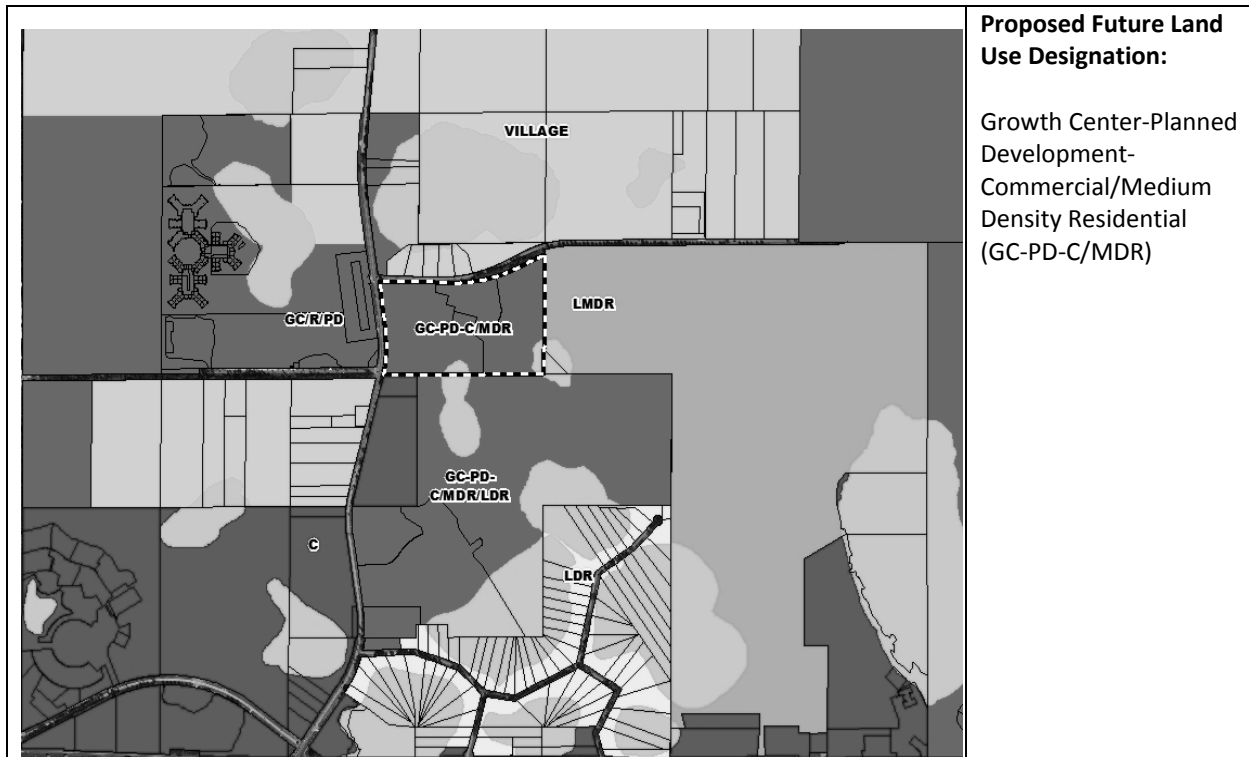 Proposed Future Land
Use Designation:
Growth Center-Planned
Development-
Commercial/Medium
Density Residential
(GC-PD-C/MDR)
VILLAGE
LMDR
GC/R/PD
GC-PD-C/MDR
GC-PD-
C/MDR/LDR
C
LDR